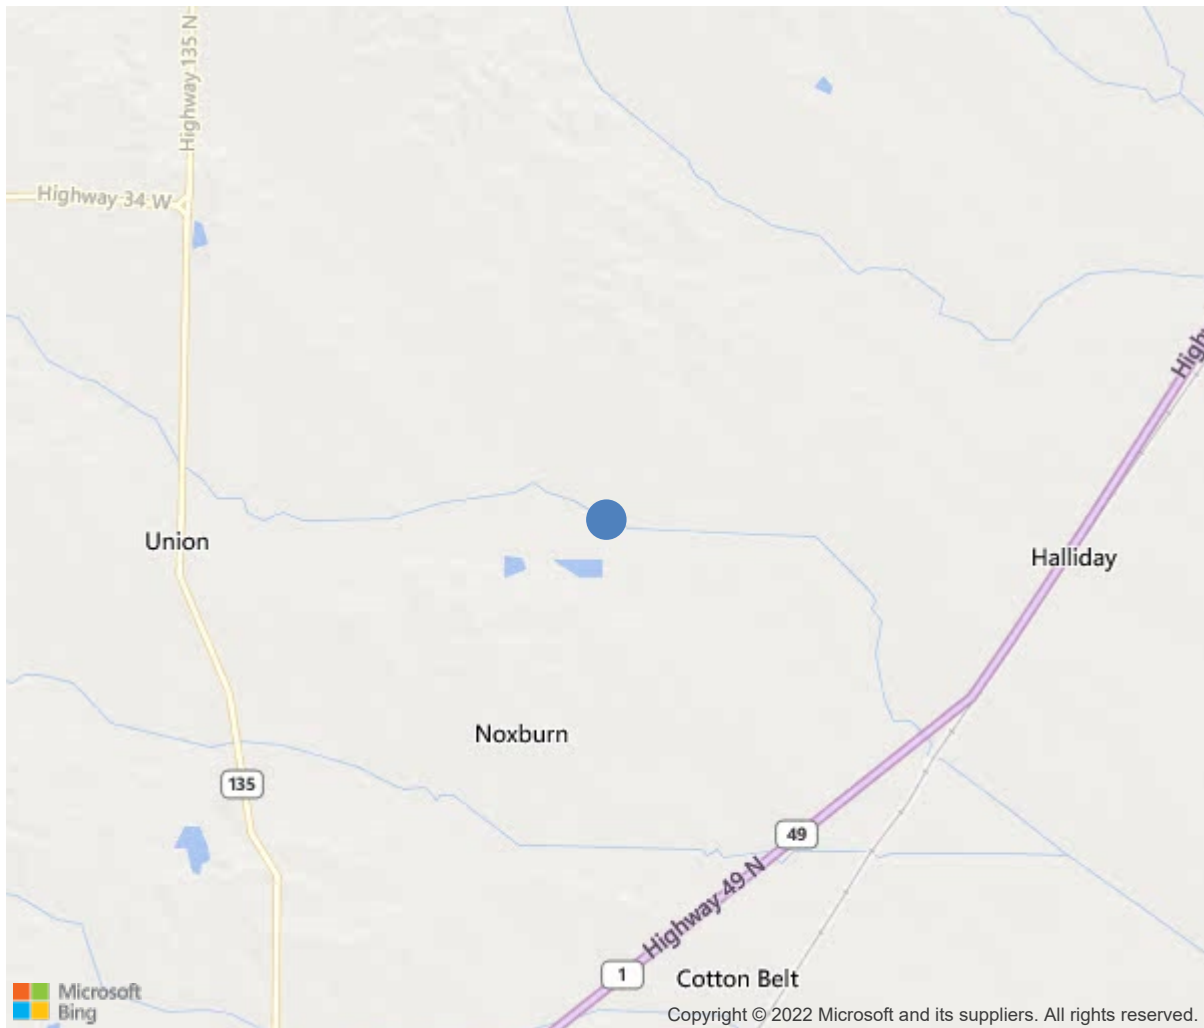 Highway 135 N
Highway 34 W
High
Union
Halliday
Noxburn
135
49
Highway 49 N
1
Cotton Belt
Microsoft
Bing
Copyright © 2022 Microsoft and its suppliers. All rights reserved.